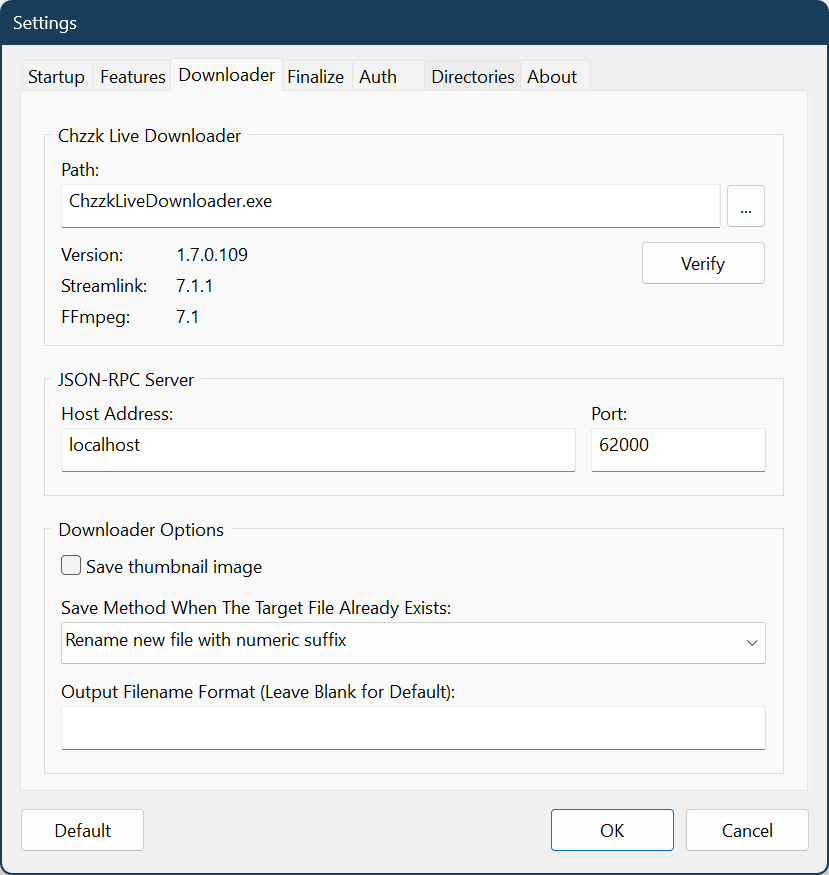 Settings
Startup Features Downloader Finalize Auth Directories About
Chzzk Live Downloader
Path:
ChzzkLiveDownloader.exe ...
Version: 1.7.0.109 Verify
Streamlink: 7.1.1
FFmpeg: 7.1
JSON-RPC Server
Host Address: Port:
localhost 62000
Downloader Options
Save thumbnail image
Save Method When The Target File Already Exists:
Rename new file with numeric suffix
Output Filename Format (Leave Blank for Default):
Default OK Cancel